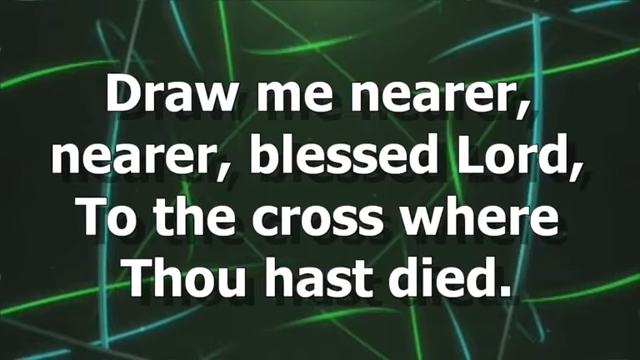 Draw me nearer,
nearer, blessed Lord,
To the cross where
Thou hast died.